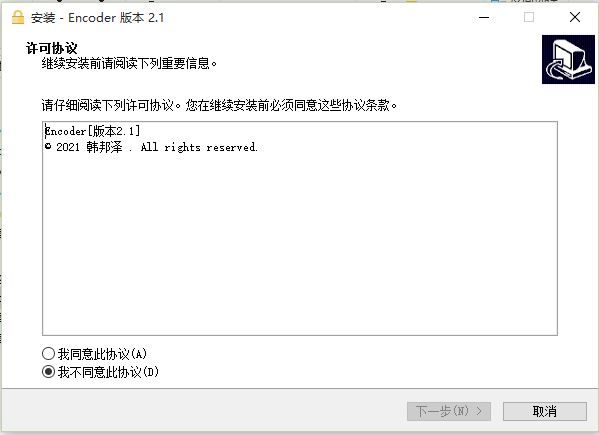 安装 - Encoder 版本 2.1
许可协议
继续安装前请阅读下列重要信息。
请仔细阅读下列许可协议。您在继续安装前必须同意这些协议条款。
Encoder[版本2.1]
© 2021 韩邦泽 . All rights reserved.
我同意此协议(A)
我不同意此协议(D)
下一步(N) >
取消